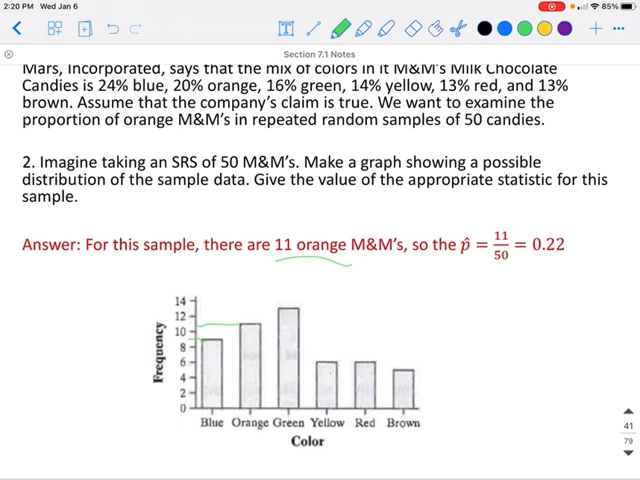 2:20 PM Wed Jan 6
85%
Section 7.1 Notes
Mars, Incorporated, says that the mix of colors in it M&M's Milk Chocolate
Candies is 24% blue, 20% orange, 16% green, 14% yellow, 13% red, and 13%
brown. Assume that the company's claim is true. We want to examine the
proportion of orange M&M's in repeated random samples of 50 candies.
2. Imagine taking an SRS of 50 M&M's. Make a graph showing a possible
distribution of the sample data. Give the value of the appropriate statistic for this
sample.
Answer: For this sample, there are 11 orange M&M's, so the p̂ = 11/50 = 0.22
14
12
10
8
6
4
2
0
Frequency
Blue Orange Green Yellow Red Brown
Color
41
79